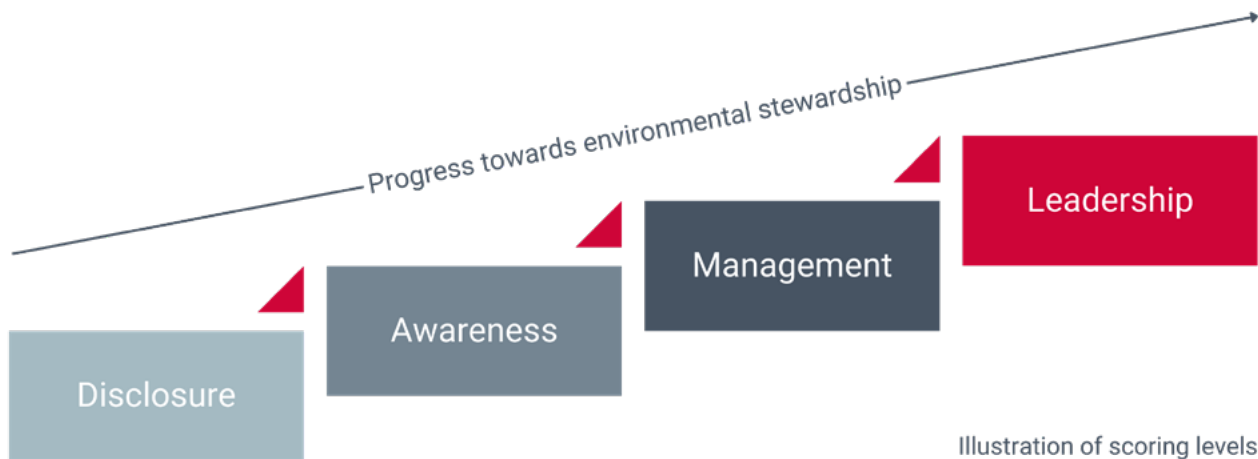 Progress towards environmental stewardship
Leadership
Management
Awareness
Disclosure
Illustration of scoring levels